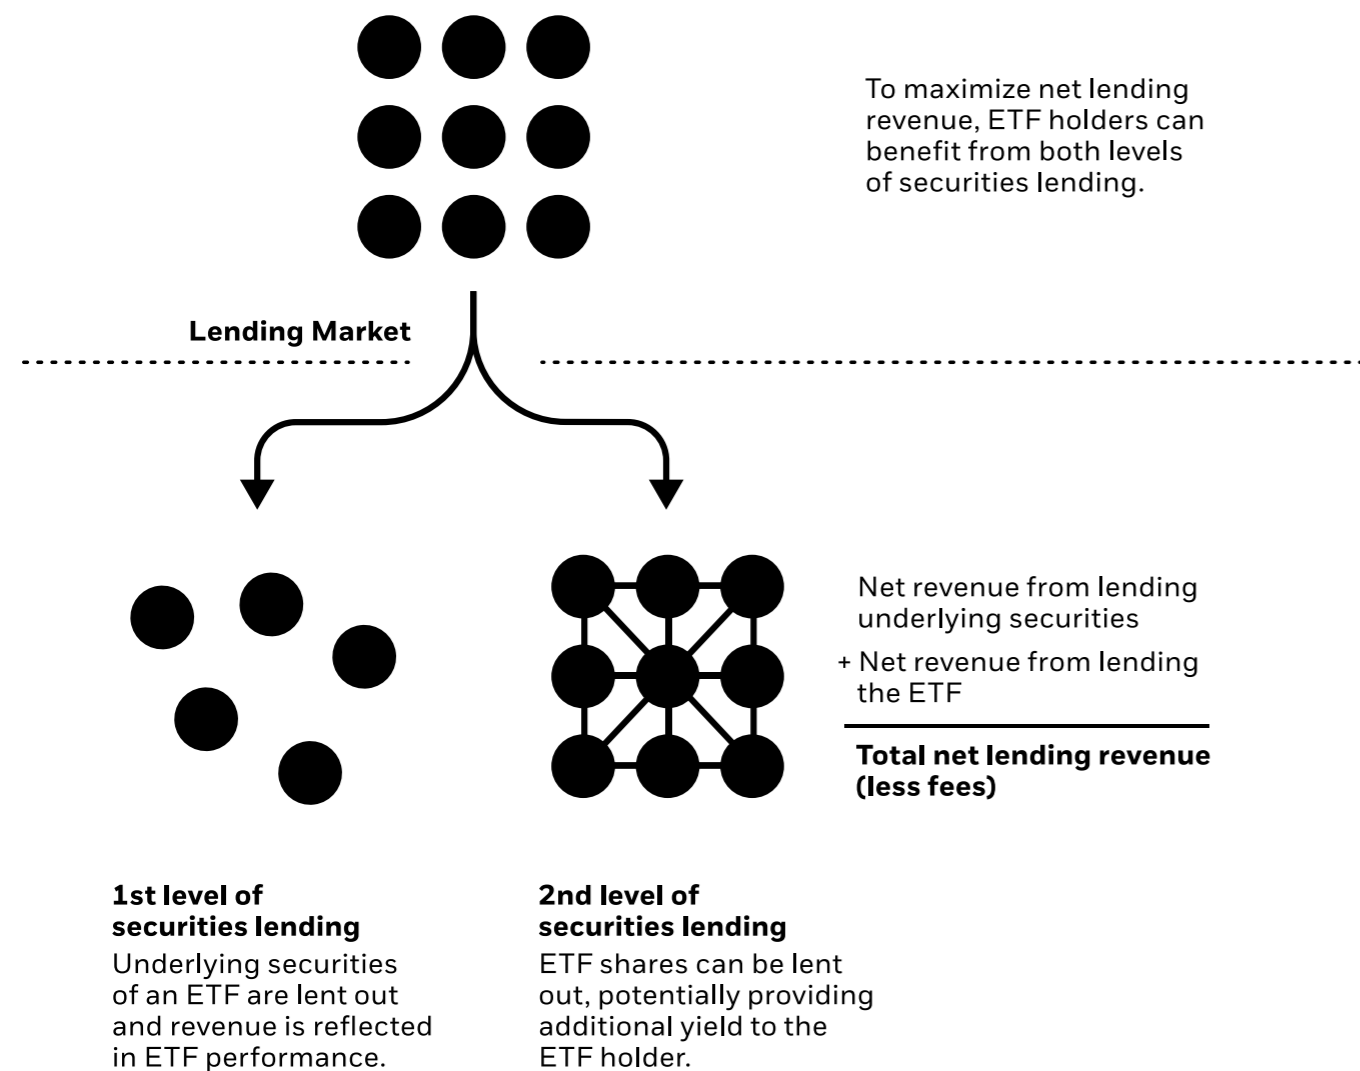 To maximize net lending
revenue, ETF holders can
benefit from both levels
of securities lending.
Lending Market
Net revenue from lending
underlying securities
+ Net revenue from lending
the ETF
Total net lending revenue
(less fees)
1st level of
securities lending
Underlying securities
of an ETF are lent out
and revenue is reflected
in ETF performance.
2nd level of
securities lending
ETF shares can be lent
out, potentially providing
additional yield to the
ETF holder.